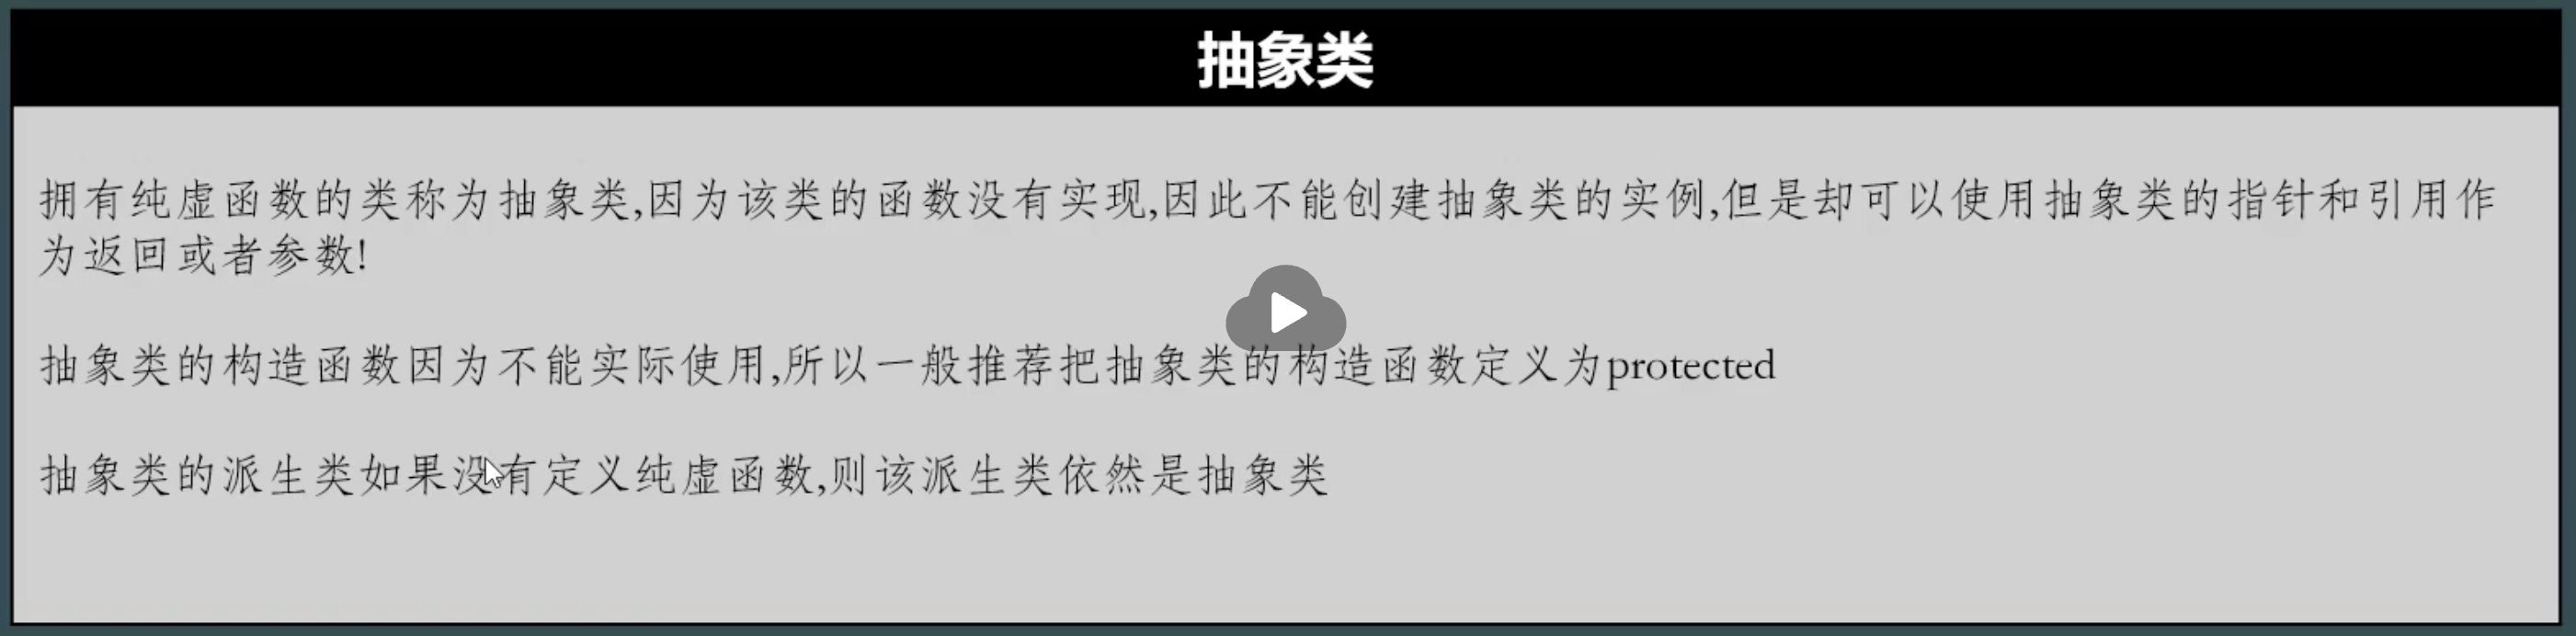 抽象类
拥有纯虚函数的类称为抽象类,因为该类的函数没有实现,因此不能创建抽象类的实例,但是却可以使用抽象类的指针和引用作
为返回或者参数!
抽象类的构造函数因为不能实际使用,所以一般推荐把抽象类的构造函数定义为protected
抽象类的派生类如果没有定义纯虚函数,则该派生类依然是抽象类